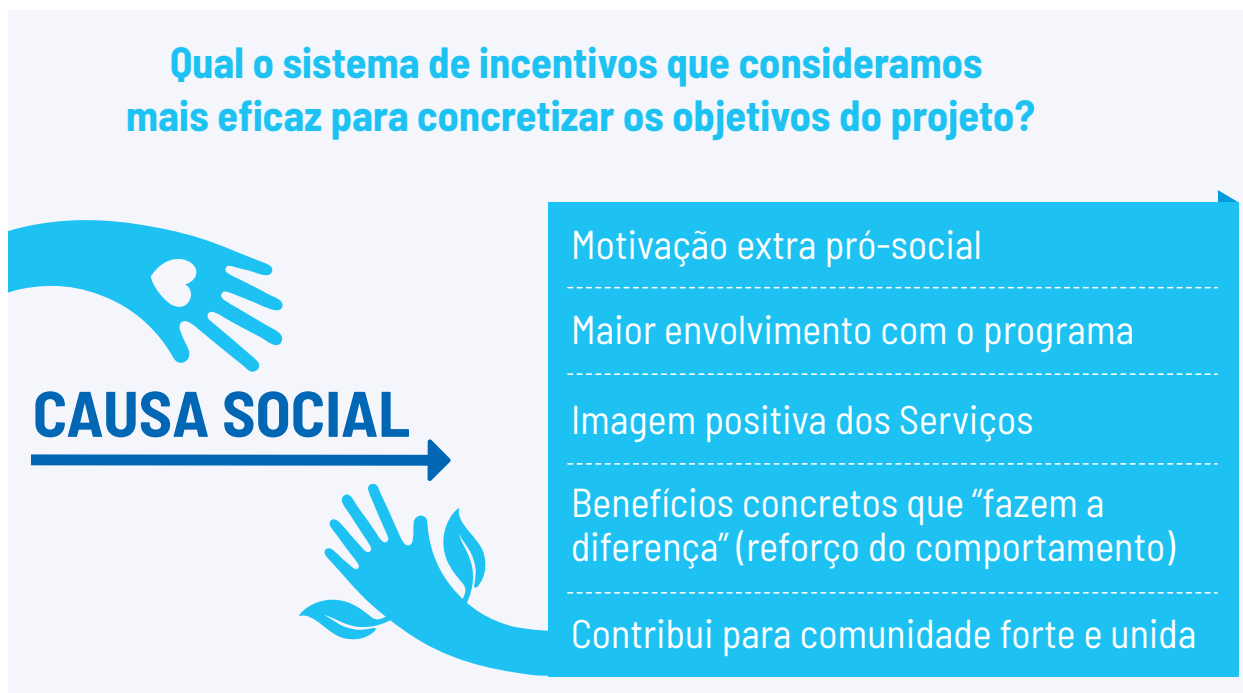 Qual o sistema de incentivos que consideramos
mais eficaz para concretizar os objetivos do projeto?
CAUSA SOCIAL
Motivação extra pró-social
Maior envolvimento com o programa
Imagem positiva dos Serviços
Benefícios concretos que “fazem a
diferença” (reforço do comportamento)
Contribui para comunidade forte e unida